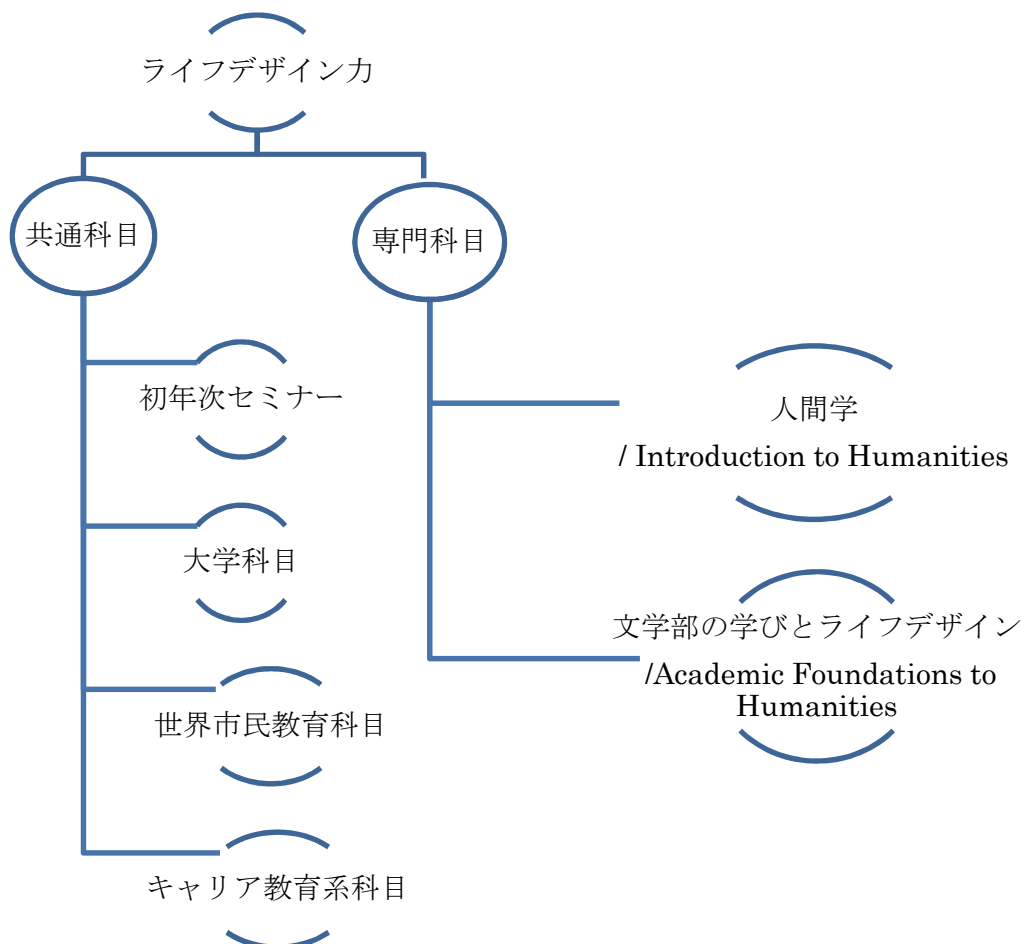 ライフデザイン力
共通科目
専門科目
初年次セミナー
大学科目
世界市民教育科目
キャリア教育系科目
人間学
/ Introduction to Humanities
文学部の学びとライフデザイン
/Academic Foundations to
Humanities